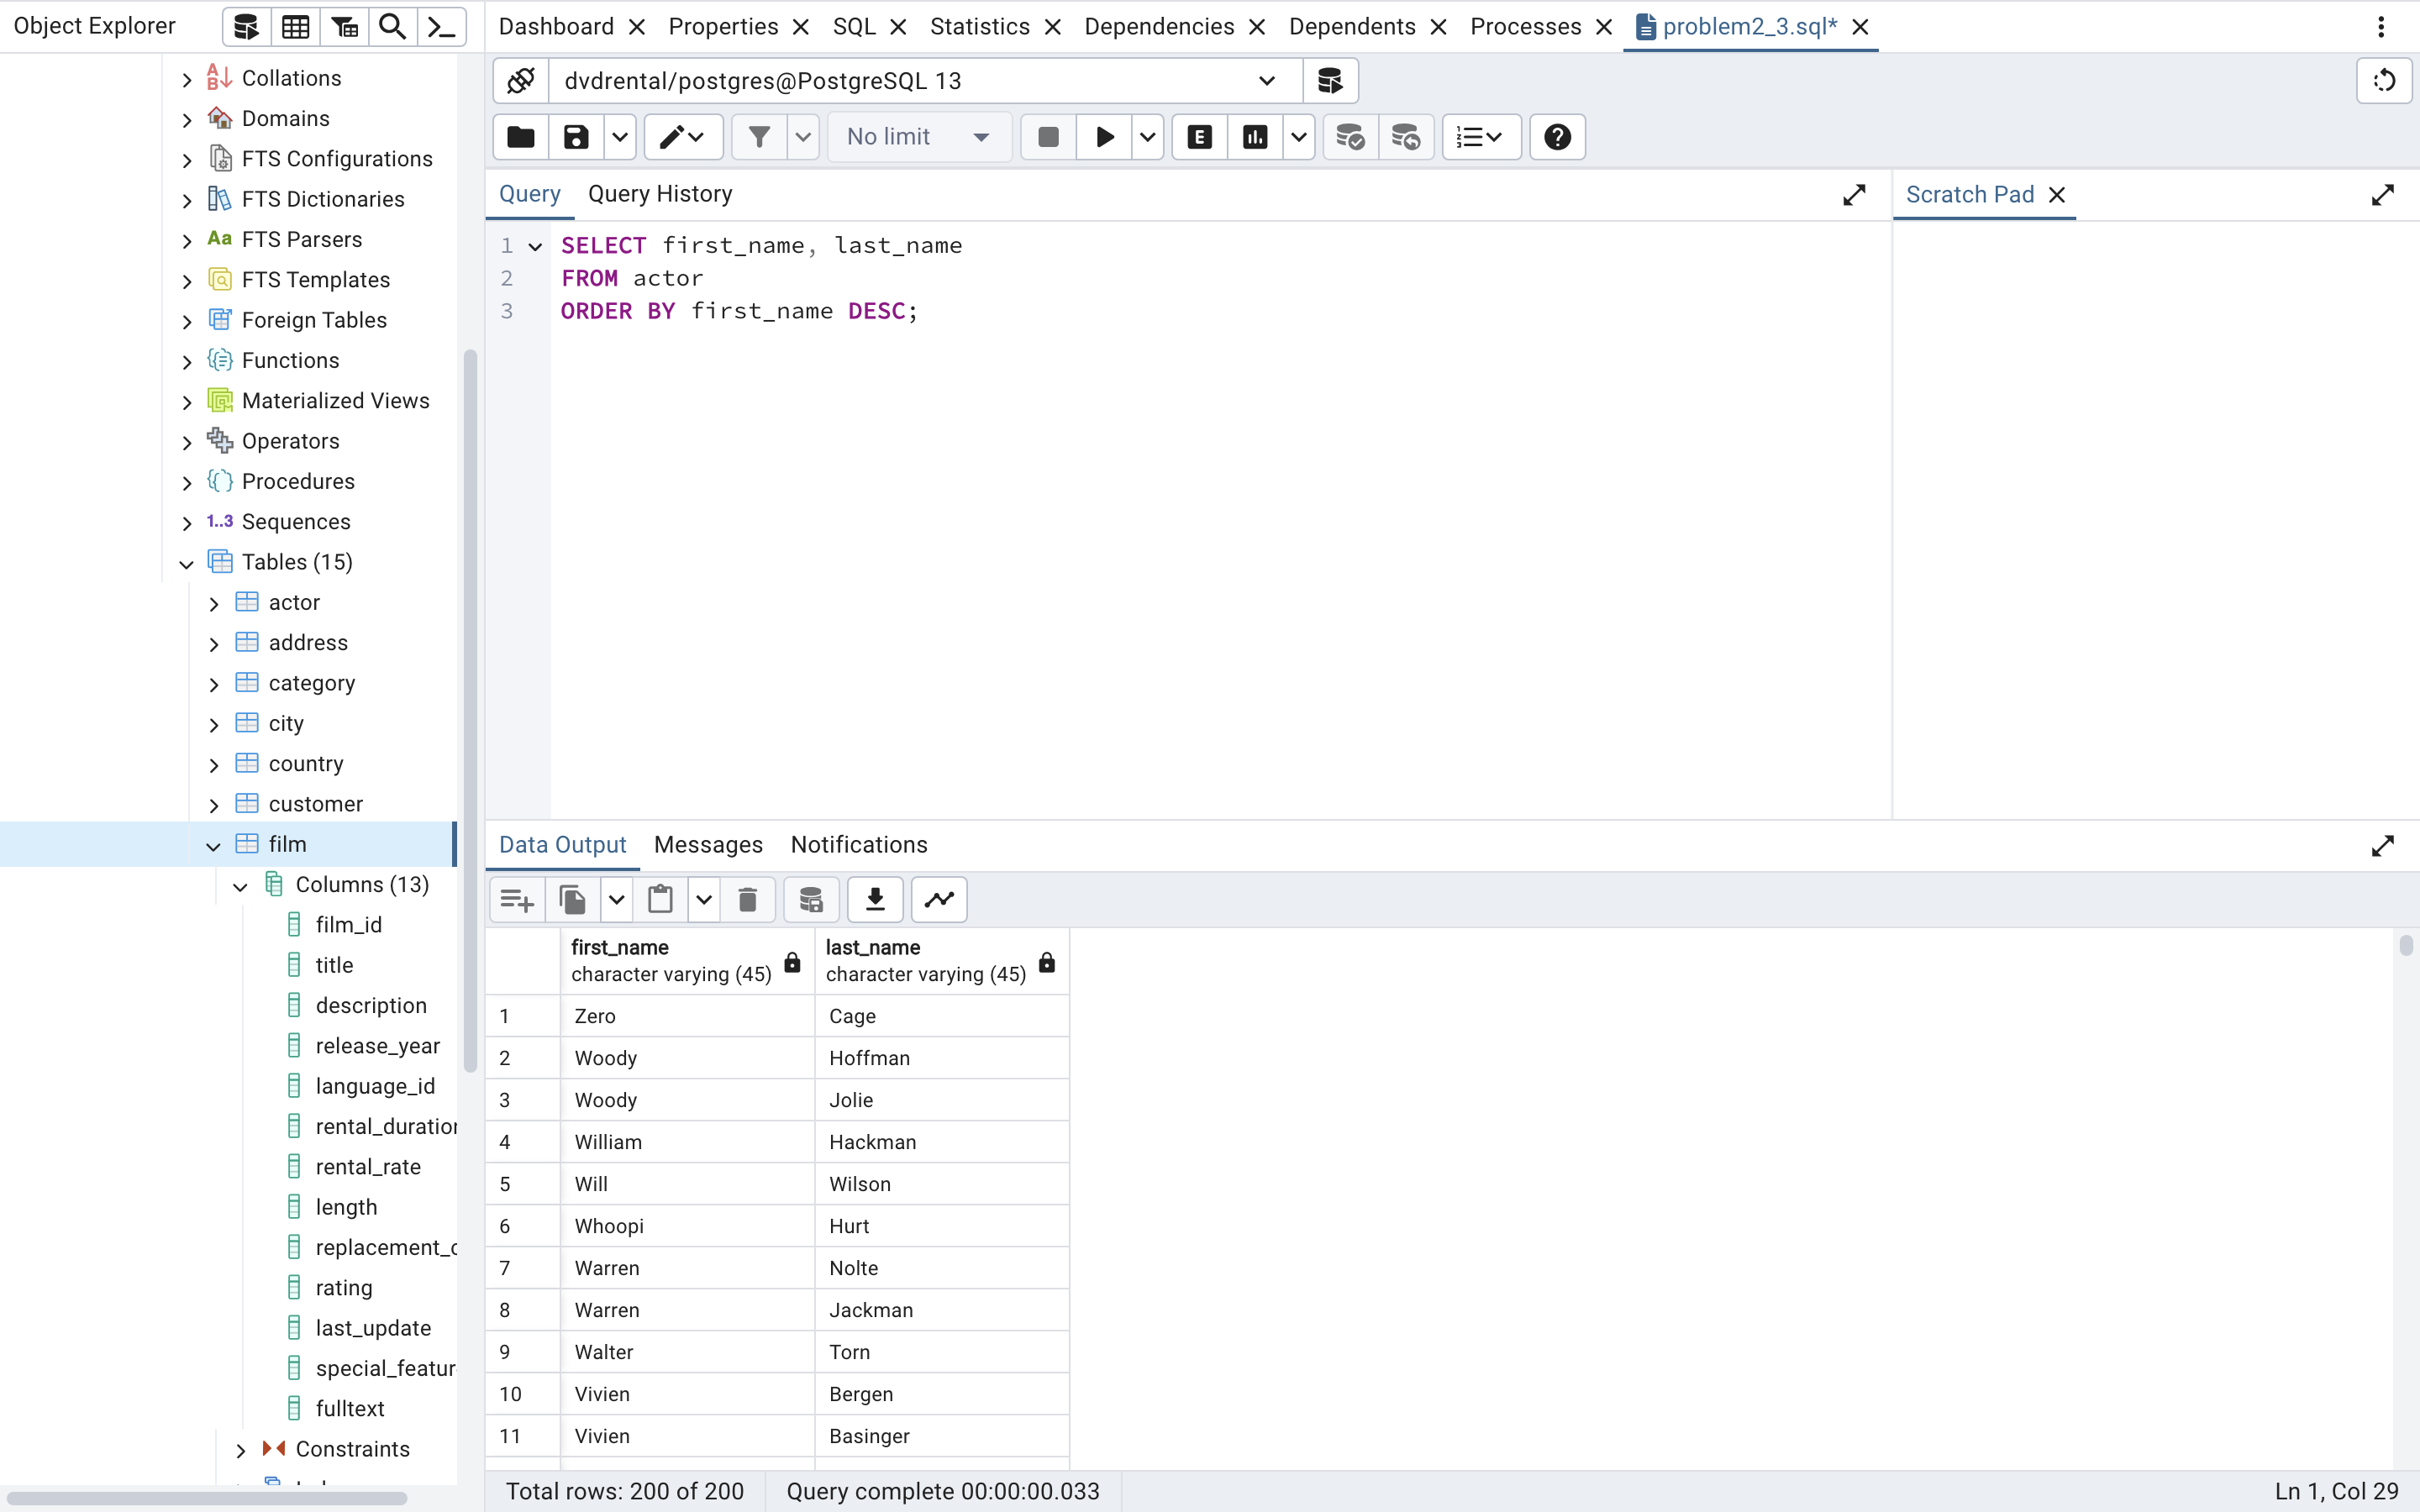 Object Explorer
Dashboard Properties SQL Statistics Dependencies Dependents Processes problem2_3.sql*
Collations
Domains
FTS Configurations
FTS Dictionaries
Aa FTS Parsers
FTS Templates
Foreign Tables
Functions
Materialized Views
Operators
Procedures
1..3 Sequences
Tables (15)
actor
address
category
city
country
customer
film
Columns (13)
film_id
title
description
release_year
language_id
rental_duration
rental_rate
length
replacement_c
rating
last_update
special_featur
fulltext
Constraints
dvdrental/postgres@PostgreSQL 13
No limit
E
Query Query History
Scratch Pad
1 SELECT first_name, last_name
2 FROM actor
3 ORDER BY first_name DESC;
Data Output Messages Notifications
first_name last_name
character varying (45) character varying (45)
1 Zero Cage
2 Woody Hoffman
3 Woody Jolie
4 William Hackman
5 Will Wilson
6 Whoopi Hurt
7 Warren Nolte
8 Warren Jackman
9 Walter Torn
10 Vivien Bergen
11 Vivien Basinger
Total rows: 200 of 200 Query complete 00:00:00.033 Ln 1, Col 29